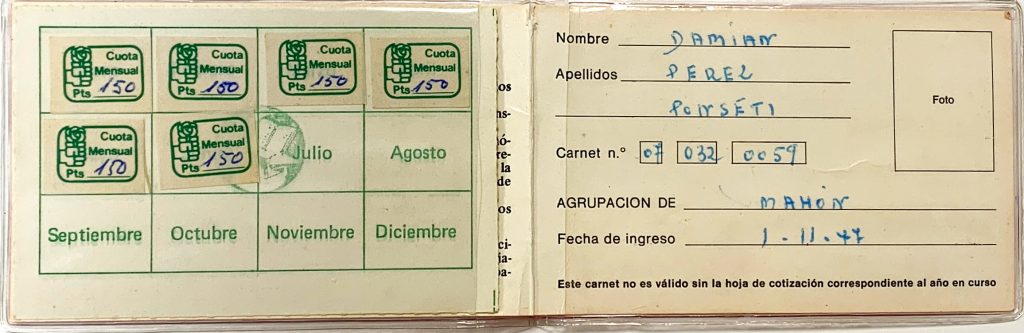 Cuota
Mensual
Pts 150
Cuota
Mensual
Pts 150
Cuota
Mensual
Pts 150
Cuota
Mensual
Pts 150
Cuota
Mensual
Pts 150
Cuota
Mensual
Pts 150
Julio
Agosto
Septiembre
Octubre
Noviembre
Diciembre
Nombre DAMIAN
Apellidos PEREZ
PONSETI
Carnet n.º 07 032 0059
Foto
AGRUPACION DE MAHÓN
Fecha de ingreso 1-11-47
Este carnet no es válido sin la hoja de cotización correspondiente al año en curso